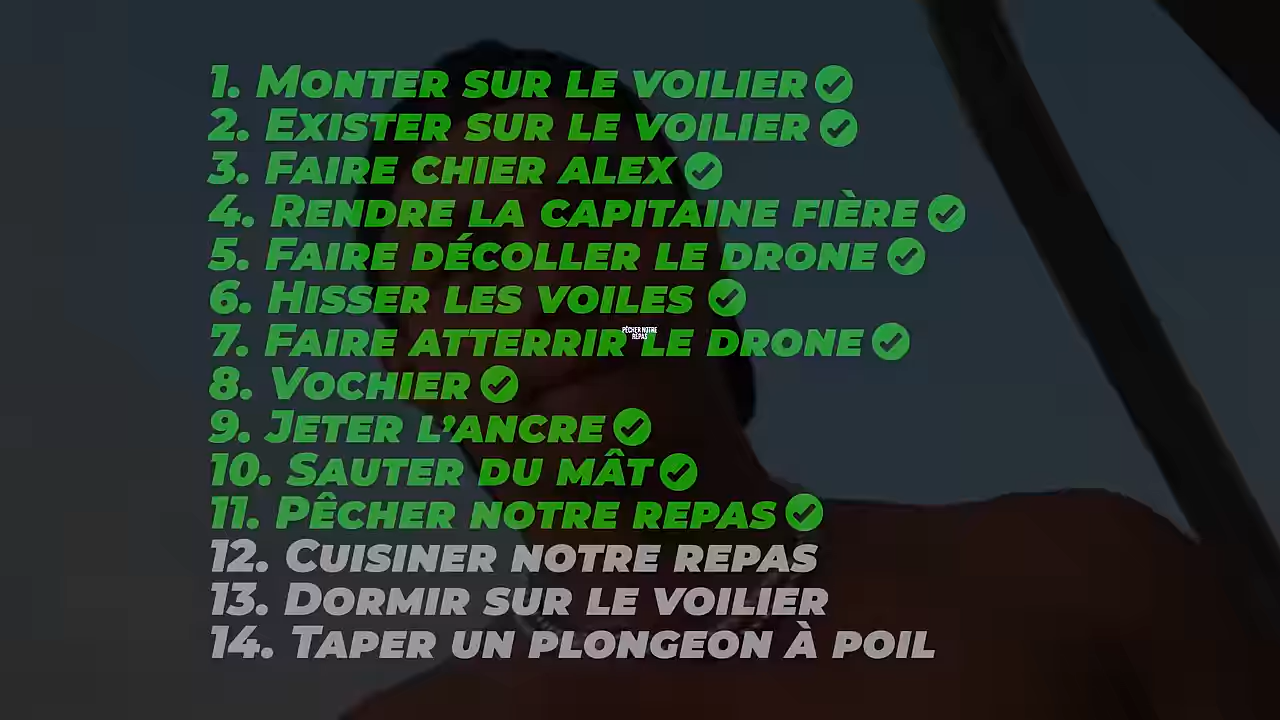 1. Monter sur le voilier
2. Exister sur le voilier
3. Faire chier Alex
4. Rendre la capitaine fière
5. Faire décoller le drone
6. Hisser les voiles
7. Faire atterrir le drone
PÊCHER NOTRE
REPAS
8. Vochier
9. Jeter l’ancre
10. Sauter du mât
11. Pêcher notre repas
12. Cuisiner notre repas
13. Dormir sur le voilier
14. Taper un plongeon à poil